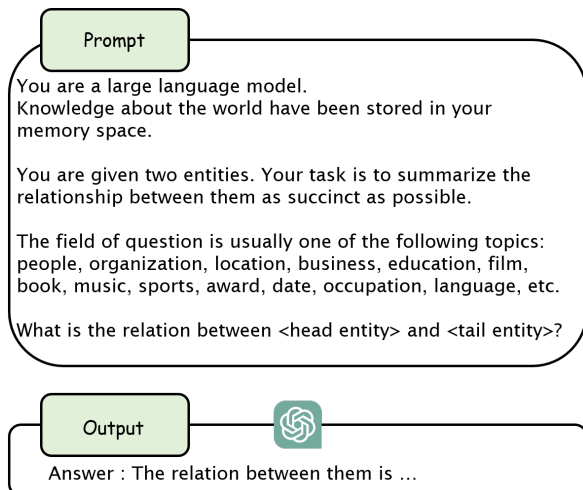 Prompt
You are a large language model.
Knowledge about the world have been stored in your
memory space.
You are given two entities. Your task is to summarize the
relationship between them as succinct as possible.
The field of question is usually one of the following topics:
people, organization, location, business, education, film,
book, music, sports, award, date, occupation, language, etc.
What is the relation between <head entity> and <tail entity>?
Output
Answer : The relation between them is ...